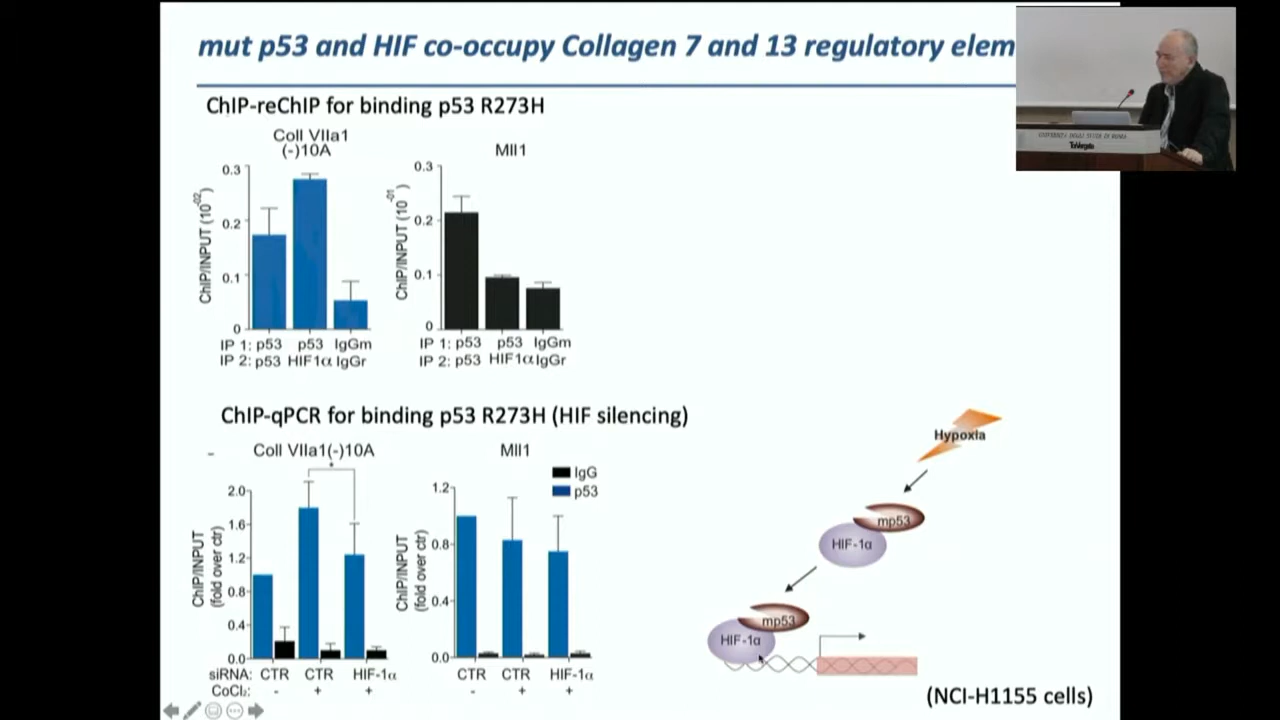 mut p53 and HIF co-occupy Collagen 7 and 13 regulatory elem
ChIP-reChIP for binding p53 R273H
Coll VIIa1
(-)10A
Mll1
ChIP/INPUT (10-02)
0.3
0.2
0.1
0
IP 1: p53 p53 IgGm
IP 2: p53 HIF1α IgGr
ChIP/INPUT (10-01)
0.3
0.2
0.1
0
IP 1: p53 p53 IgGm
IP 2: p53 HIF1α IgGr
ChIP-qPCR for binding p53 R273H (HIF silencing)
Coll VIIa1(-)10A
*
ChIP/INPUT
(fold over ctr)
2.0
1.6
1.2
0.8
0.4
0.0
siRNA: CTR CTR HIF-1α
CoCl2: - + +
Mll1
IgG
p53
ChIP/INPUT
(fold over ctr)
1.2
0.8
0.4
0.0
CTR CTR HIF-1α
- + +
Hypoxia
mp53
HIF-1α
mp53
HIF-1α
(NCI-H1155 cells)
Tor Vergata